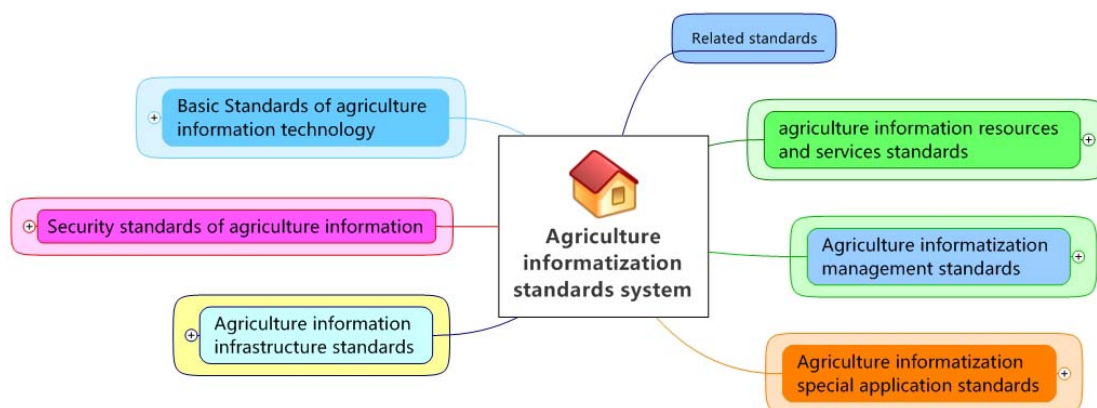 Related standards
Basic Standards of agriculture
information technology
agriculture information resources
and services standards
Security standards of agriculture information
Agriculture
informatization
standards system
Agriculture informatization
management standards
Agriculture information
infrastructure standards
Agriculture informatization
special application standards